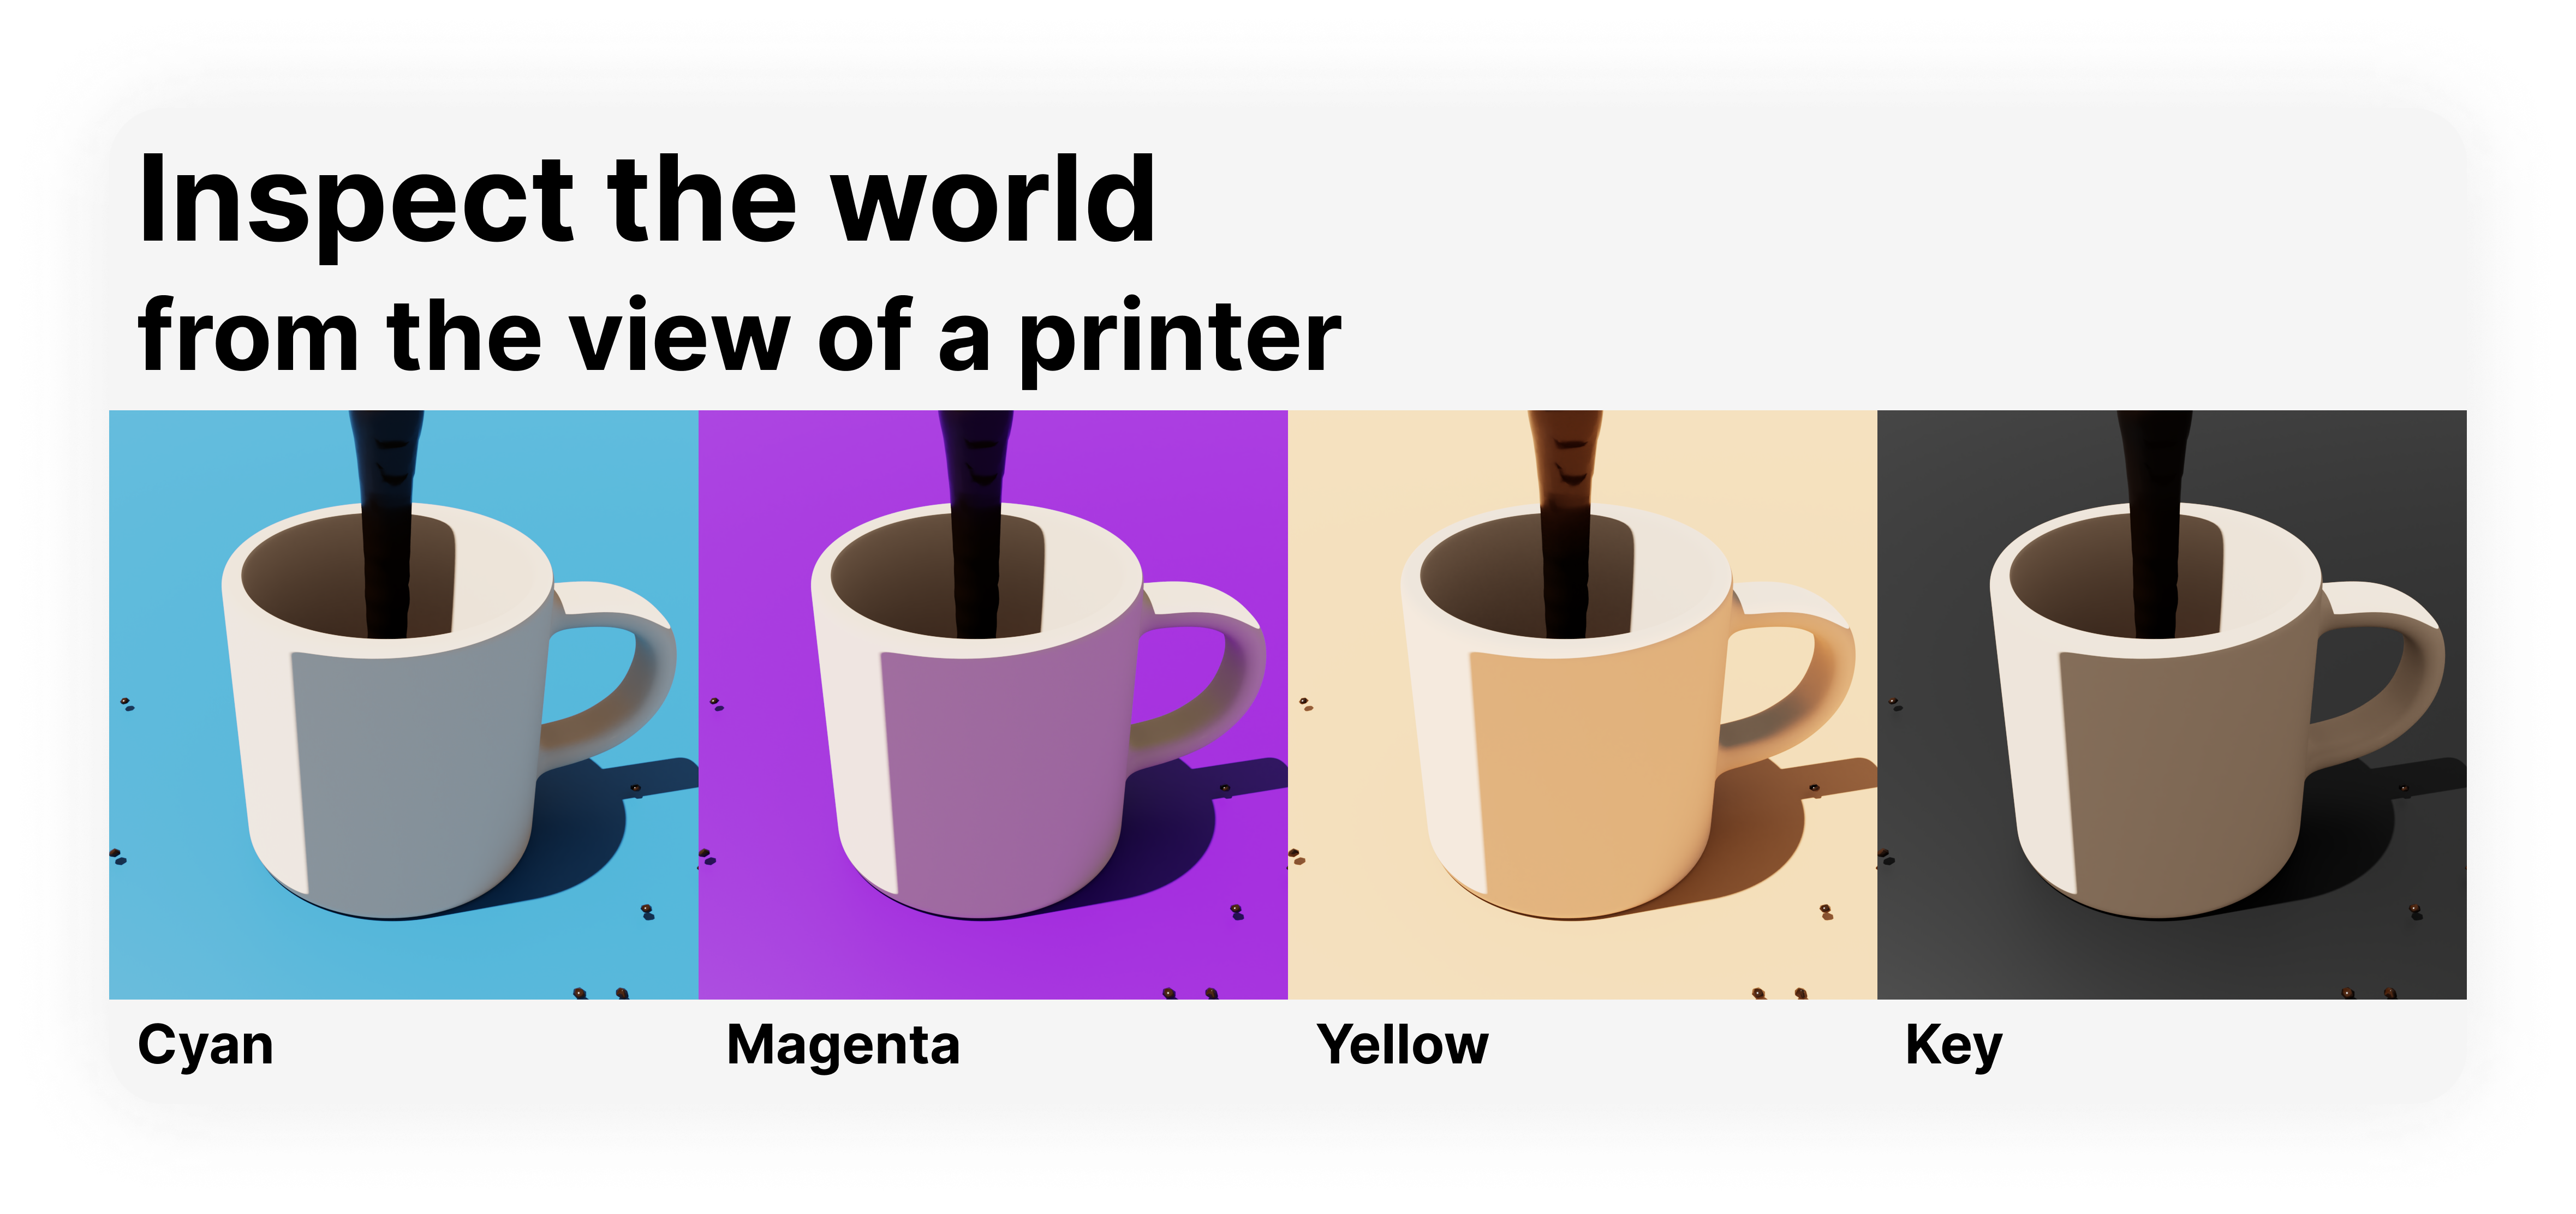 Inspect the world
from the view of a printer
Cyan
Magenta
Yellow
Key